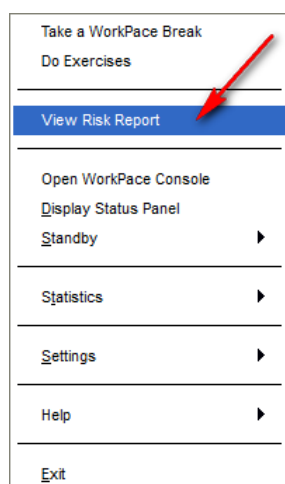 Take a WorkPace Break
Do Exercises
View Risk Report
Open WorkPace Console
Display Status Panel
Standby
Statistics
Settings
Help
Exit